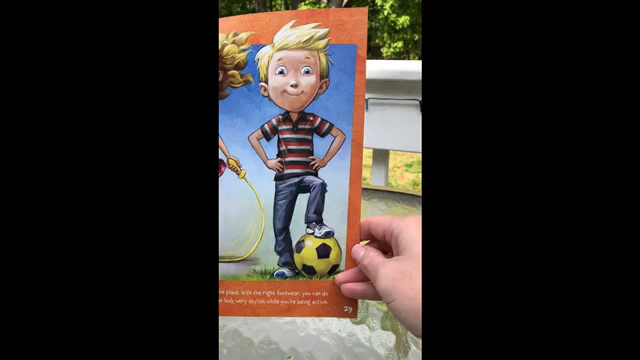 place. With the right footwear, you can do
look very stylish while you're being active.
29